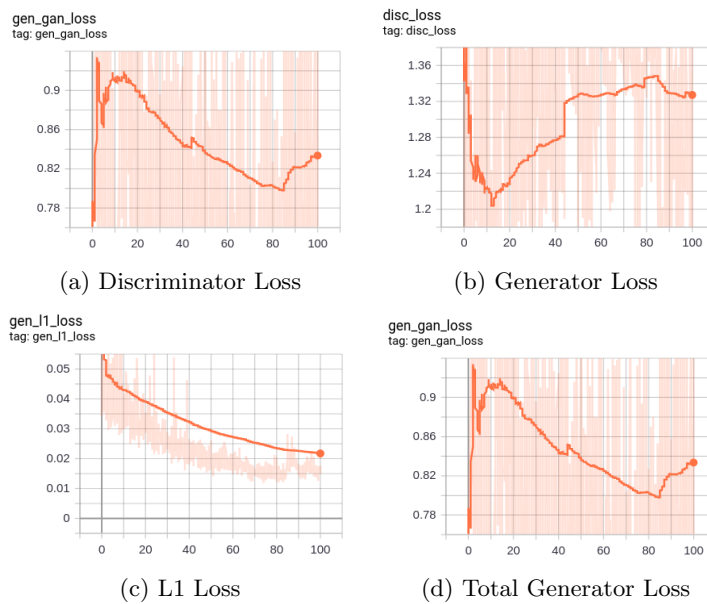 gen_gan_loss
tag: gen_gan_loss
0.9
0.86
0.82
0.78
0 20 40 60 80 100
(a) Discriminator Loss
disc_loss
tag: disc_loss
1.36
1.32
1.28
1.24
1.2
0 20 40 60 80 100
(b) Generator Loss
gen_l1_loss
tag: gen_l1_loss
0.05
0.04
0.03
0.02
0.01
0
0 20 40 60 80 100
(c) L1 Loss
gen_gan_loss
tag: gen_gan_loss
0.9
0.86
0.82
0.78
0 20 40 60 80 100
(d) Total Generator Loss